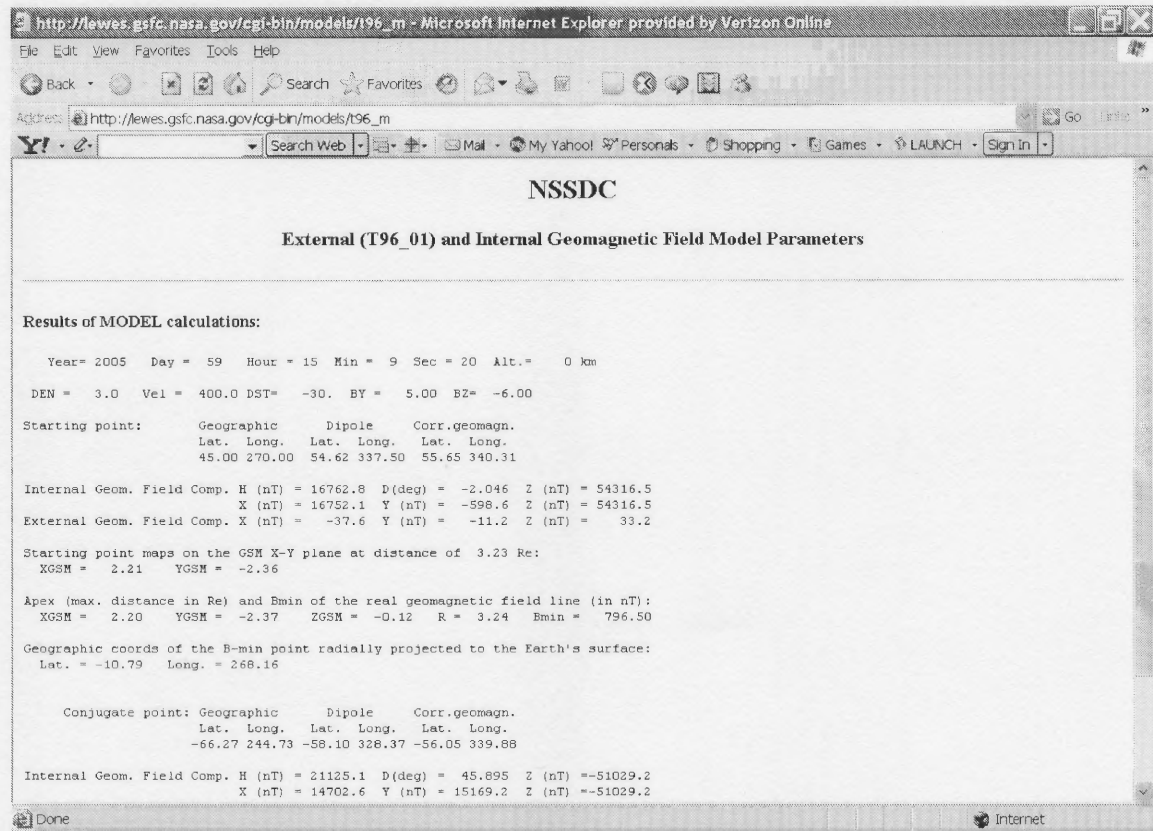 http://lewes.gsfc.nasa.gov/cgi-bin/models/t96_m - Microsoft Internet Explorer provided by Verizon Online
File Edit View Favorites Tools Help
Back Search Favorites
Address http://lewes.gsfc.nasa.gov/cgi-bin/models/t96_m Go Links »
Y! Search Web Mail My Yahoo! Personals Shopping Games LAUNCH Sign In
NSSDC
External (T96_01) and Internal Geomagnetic Field Model Parameters
Results of MODEL calculations:
Year= 2005 Day = 59 Hour = 15 Min = 9 Sec = 20 Alt.= 0 km
DEN = 3.0 Vel = 400.0 DST= -30. BY = 5.00 BZ= -6.00
Starting point: Geographic Dipole Corr.geomagn.
Lat. Long. Lat. Long. Lat. Long.
45.00 270.00 54.62 337.50 55.65 340.31
Internal Geom. Field Comp. H (nT) = 16762.8 D(deg) = -2.046 Z (nT) = 54316.5
X (nT) = 16752.1 Y (nT) = -598.6 Z (nT) = 54316.5
External Geom. Field Comp. X (nT) = -37.6 Y (nT) = -11.2 Z (nT) = 33.2
Starting point maps on the GSM X-Y plane at distance of 3.23 Re:
XGSM = 2.21 YGSM = -2.36
Apex (max. distance in Re) and Bmin of the real geomagnetic field line (in nT):
XGSM = 2.20 YGSM = -2.37 ZGSM = -0.12 R = 3.24 Bmin = 796.50
Geographic coords of the B-min point radially projected to the Earth's surface:
Lat. = -10.79 Long. = 268.16
Conjugate point: Geographic Dipole Corr.geomagn.
Lat. Long. Lat. Long. Lat. Long.
-66.27 244.73 -58.10 328.37 -56.05 339.88
Internal Geom. Field Comp. H (nT) = 21125.1 D(deg) = 45.895 Z (nT) =-51029.2
X (nT) = 14702.6 Y (nT) = 15169.2 Z (nT) =-51029.2
Done Internet